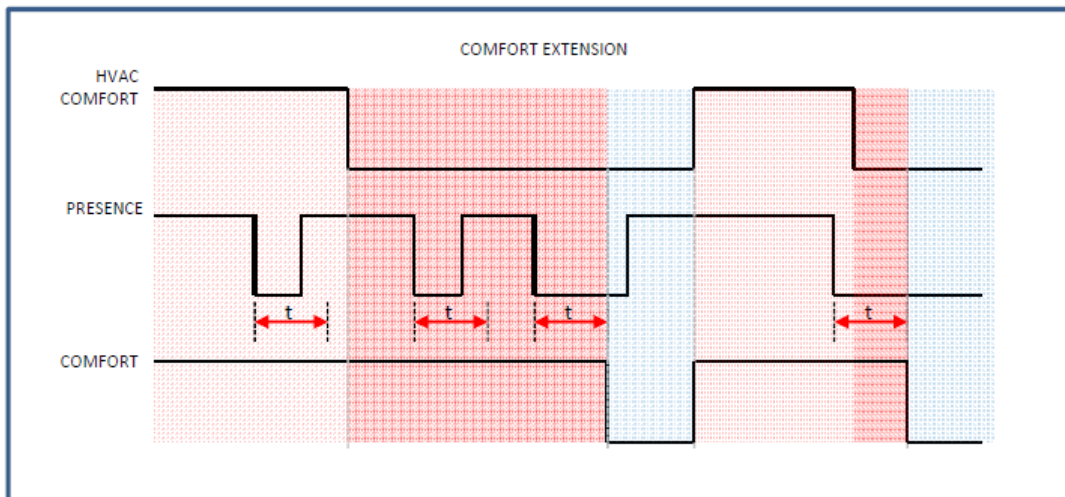 COMFORT EXTENSION
HVAC
COMFORT
PRESENCE
t
t
t
t
COMFORT